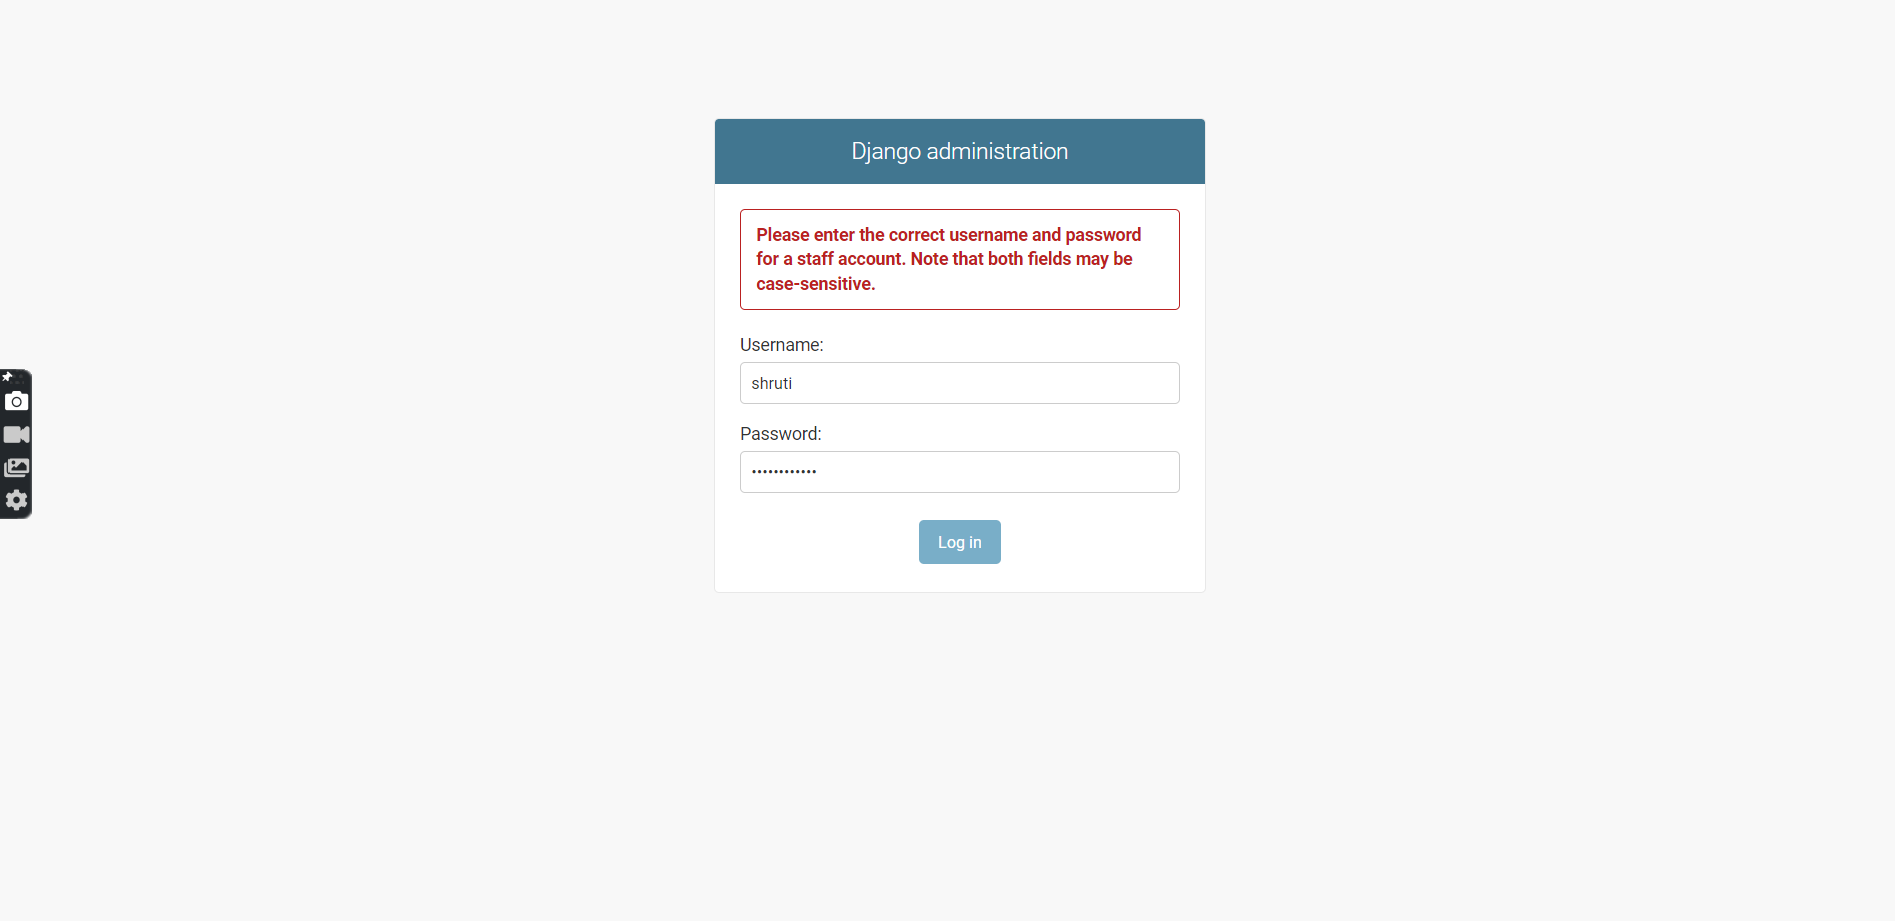 Django administration
Please enter the correct username and password
for a staff account. Note that both fields may be
case-sensitive.
Username:
shruti
Password:
••••••••••••
Log in